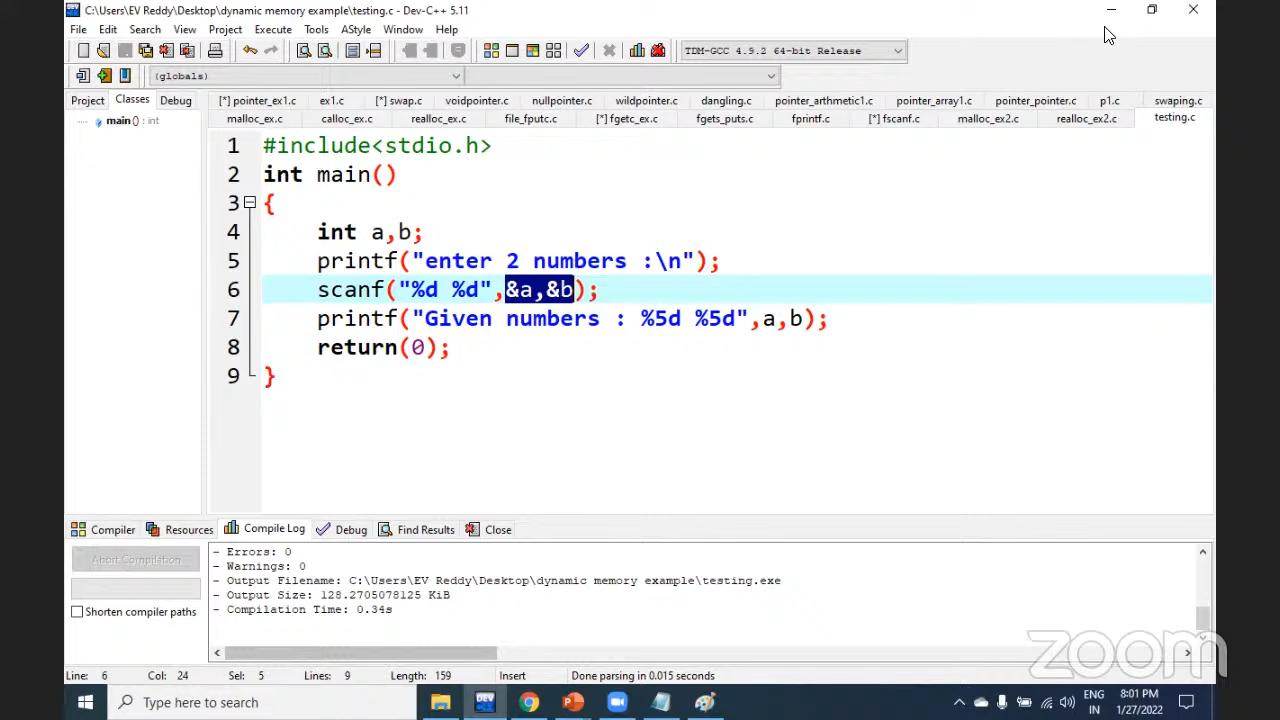 C:\Users\EV Reddy\Desktop\dynamic memory example\testing.c - Dev-C++ 5.11
File Edit Search View Project Execute Tools AStyle Window Help
TDM-GCC 4.9.2 64-bit Release
(globals)
Project Classes Debug
[*] pointer_ex1.c ex1.c [*] swap.c voidpointer.c nullpointer.c wildpointer.c dangling.c pointer_arthmetic1.c pointer_array1.c pointer_pointer.c p1.c swaping.c
malloc_ex.c calloc_ex.c realloc_ex.c file_fputc.c [*] fgetc_ex.c fgets_puts.c fprintf.c [*] fscanf.c malloc_ex2.c realloc_ex2.c testing.c
main() : int
1 #include<stdio.h>
2 int main()
3 {
4 int a,b;
5 printf("enter 2 numbers :\n");
6 scanf("%d %d",&a,&b);
7 printf("Given numbers : %5d %5d",a,b);
8 return(0);
9 }
Compiler Resources Compile Log Debug Find Results Close
Abort Compilation
Shorten compiler paths
- Errors: 0
- Warnings: 0
- Output Filename: C:\Users\EV Reddy\Desktop\dynamic memory example\testing.exe
- Output Size: 128.2705078125 KiB
- Compilation Time: 0.34s
zoom
Line: 6 Col: 24 Sel: 5 Lines: 9 Length: 159 Insert Done parsing in 0.015 seconds
Type here to search
DEV
ENG
IN
8:01 PM
1/27/2022